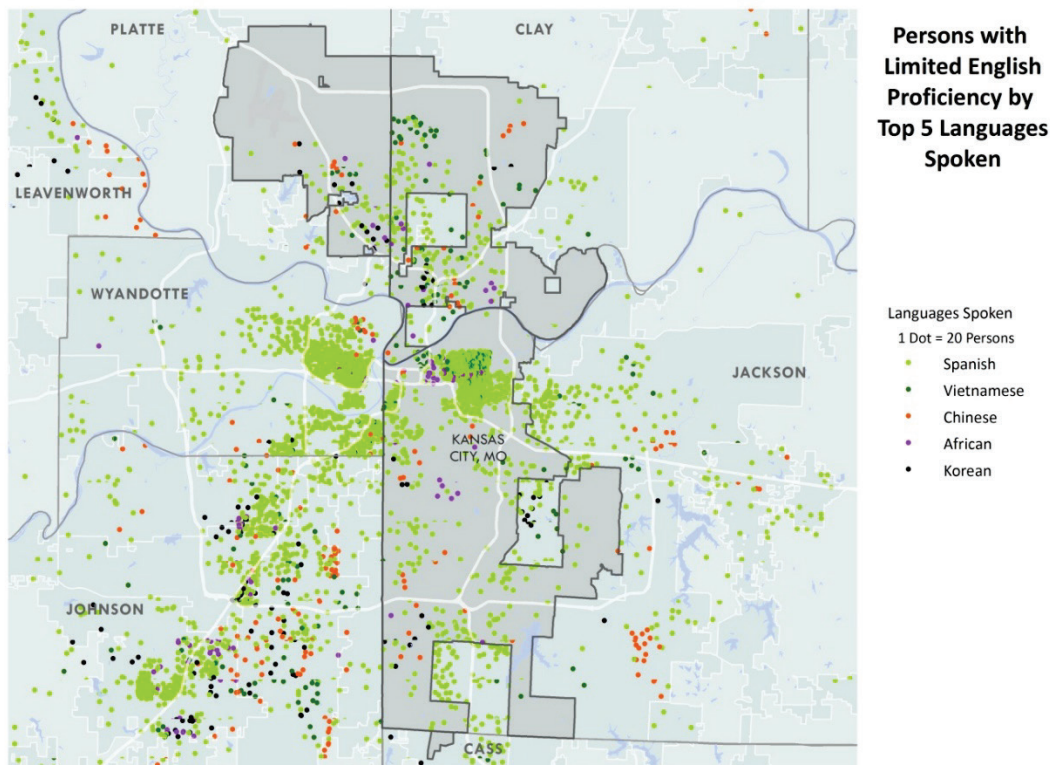 PLATTE
CLAY
Persons with
Limited English
Proficiency by
Top 5 Languages
Spoken
LEAVENWORTH
WYANDOTTE
Languages Spoken
1 Dot = 20 Persons
Spanish
JACKSON
Vietnamese
Chinese
KANSAS
CITY, MO
African
Korean
JOHNSON
CASS